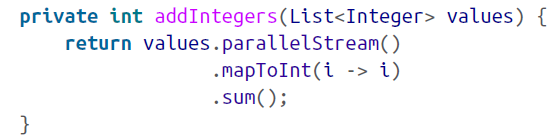 private int addIntegers(List<Integer> values) {
    return values.parallelStream()
                 .mapToInt(i -> i)
                 .sum();
}